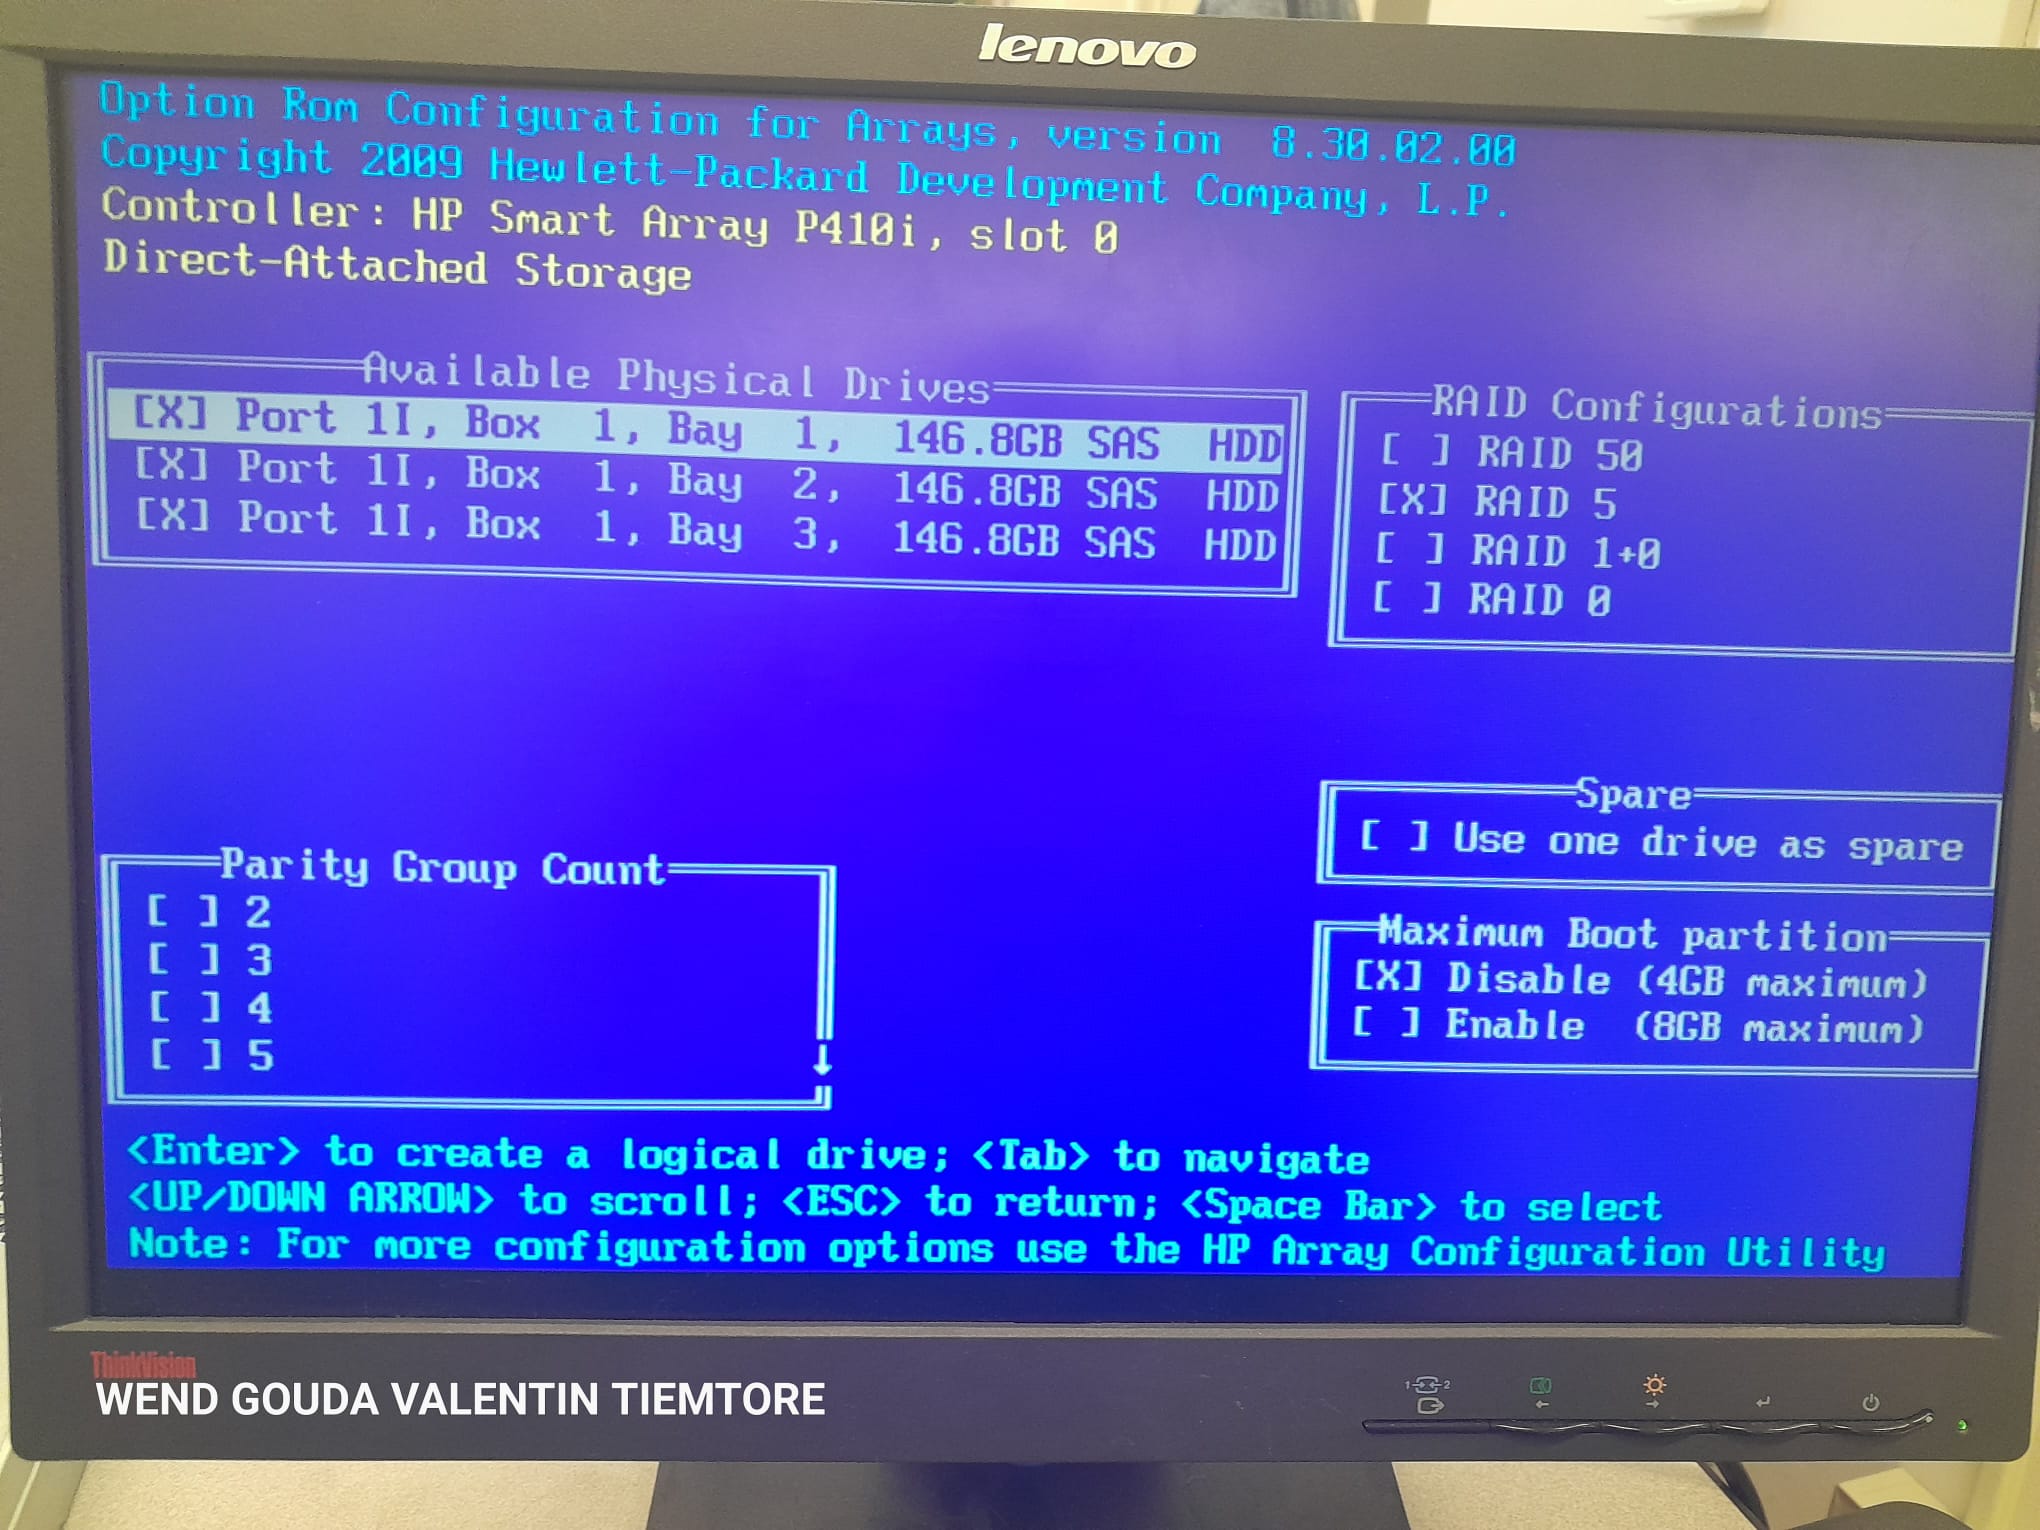 lenovo
Option Rom Configuration for Arrays, version  8.30.02.00
Copyright 2009 Hewlett-Packard Development Company, L.P.
Controller: HP Smart Array P410i, slot 0
Direct-Attached Storage
Available Physical Drives
[X] Port 1I, Box  1, Bay  1,  146.8GB SAS  HDD
[X] Port 1I, Box  1, Bay  2,  146.8GB SAS  HDD
[X] Port 1I, Box  1, Bay  3,  146.8GB SAS  HDD
RAID Configurations
[ ] RAID 50
[X] RAID 5
[ ] RAID 1+0
[ ] RAID 0
Spare
[ ] Use one drive as spare
Parity Group Count
[ ] 2
[ ] 3
[ ] 4
[ ] 5
Maximum Boot partition
[X] Disable (4GB maximum)
[ ] Enable  (8GB maximum)
<Enter> to create a logical drive; <Tab> to navigate
<UP/DOWN ARROW> to scroll; <ESC> to return; <Space Bar> to select
Note: For more configuration options use the HP Array Configuration Utility
ThinkVision
WEND GOUDA VALENTIN TIEMTORE
1 2